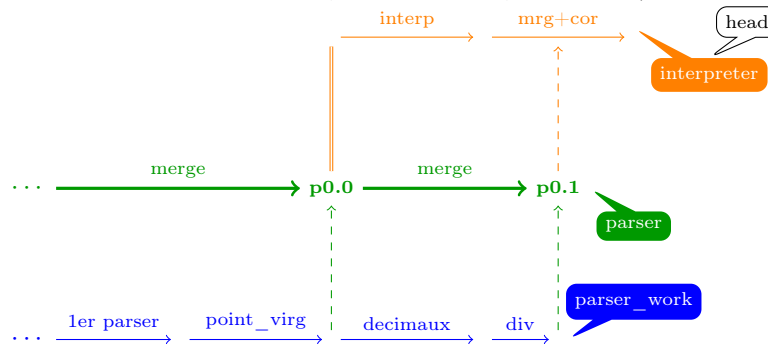 interp mrg+cor head
interpreter
merge merge
... p0.0 p0.1
parser
parser_work
1er parser point_virg decimaux div
...